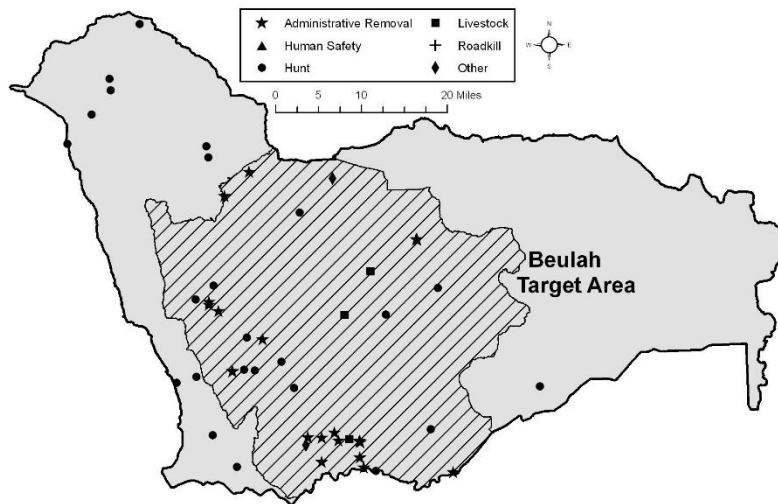 Administrative Removal
Livestock
Human Safety
Roadkill
Hunt
Other
N
W E
S
0 5 10 20 Miles
Beulah
Target Area